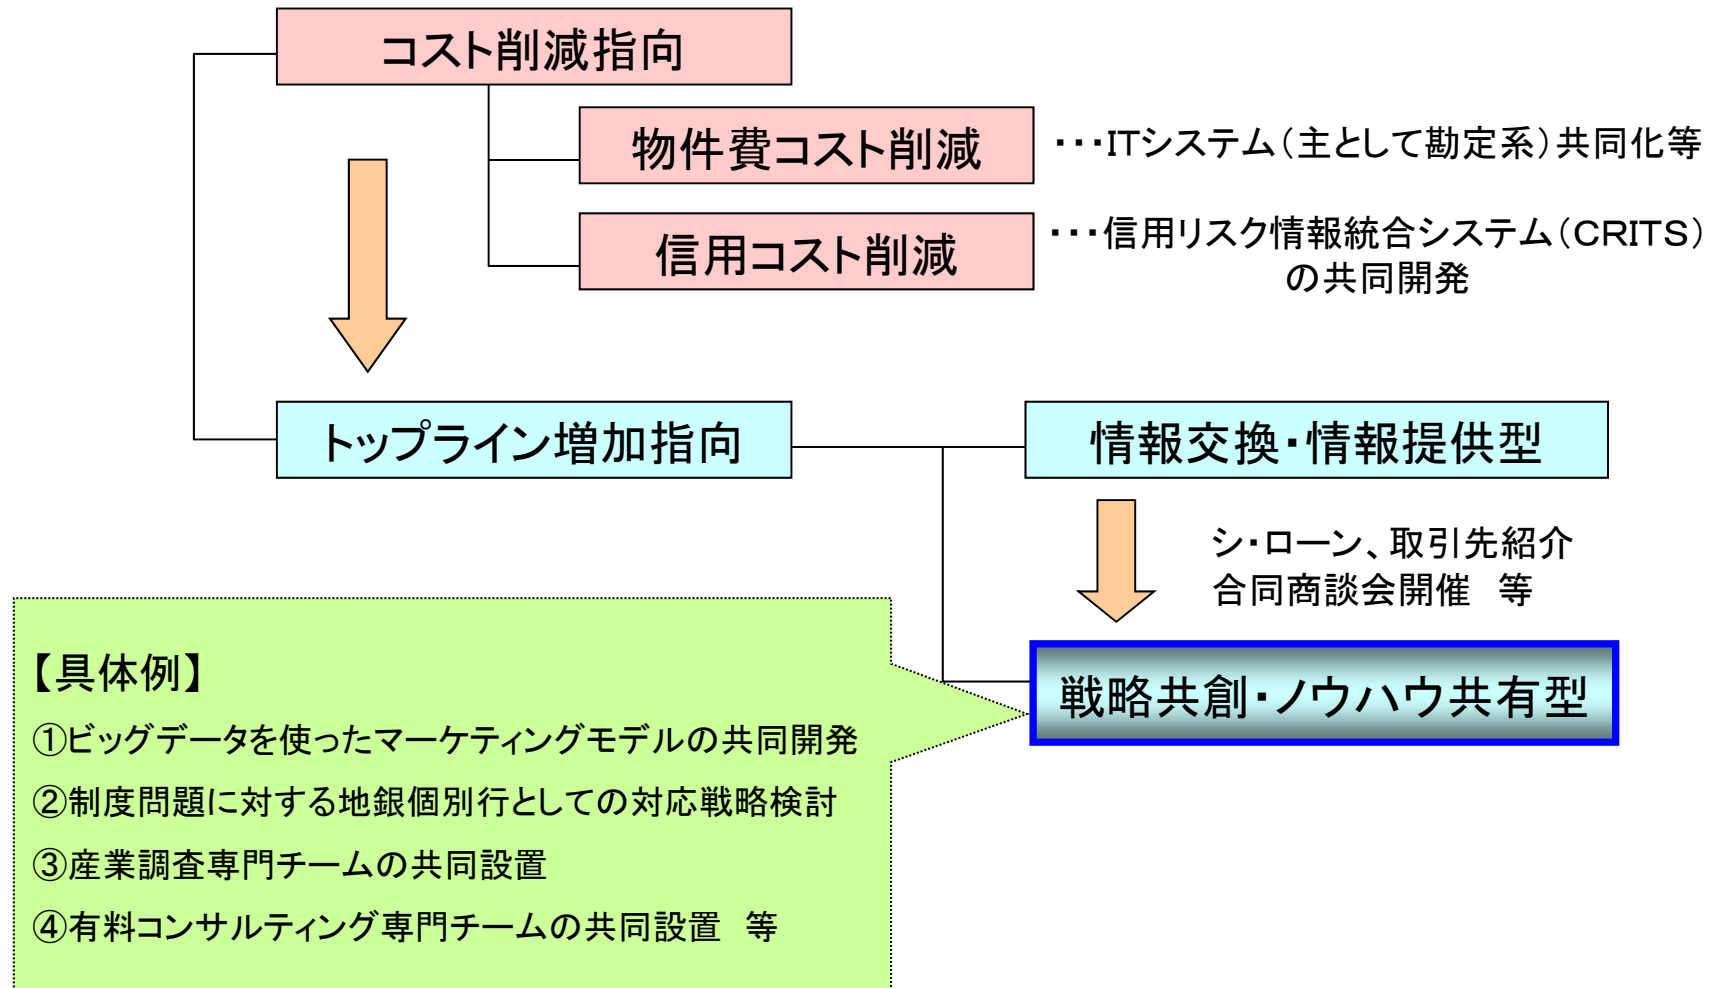 コスト削減指向
物件費コスト削減
・・・ITシステム（主として勘定系）共同化等
信用コスト削減
・・・信用リスク情報統合システム（CRITS）
の共同開発
トップライン増加指向
情報交換・情報提供型
シ・ローン、取引先紹介
合同商談会開催　等
戦略共創・ノウハウ共有型
【具体例】
①ビッグデータを使ったマーケティングモデルの共同開発
②制度問題に対する地銀個別行としての対応戦略検討
③産業調査専門チームの共同設置
④有料コンサルティング専門チームの共同設置　等